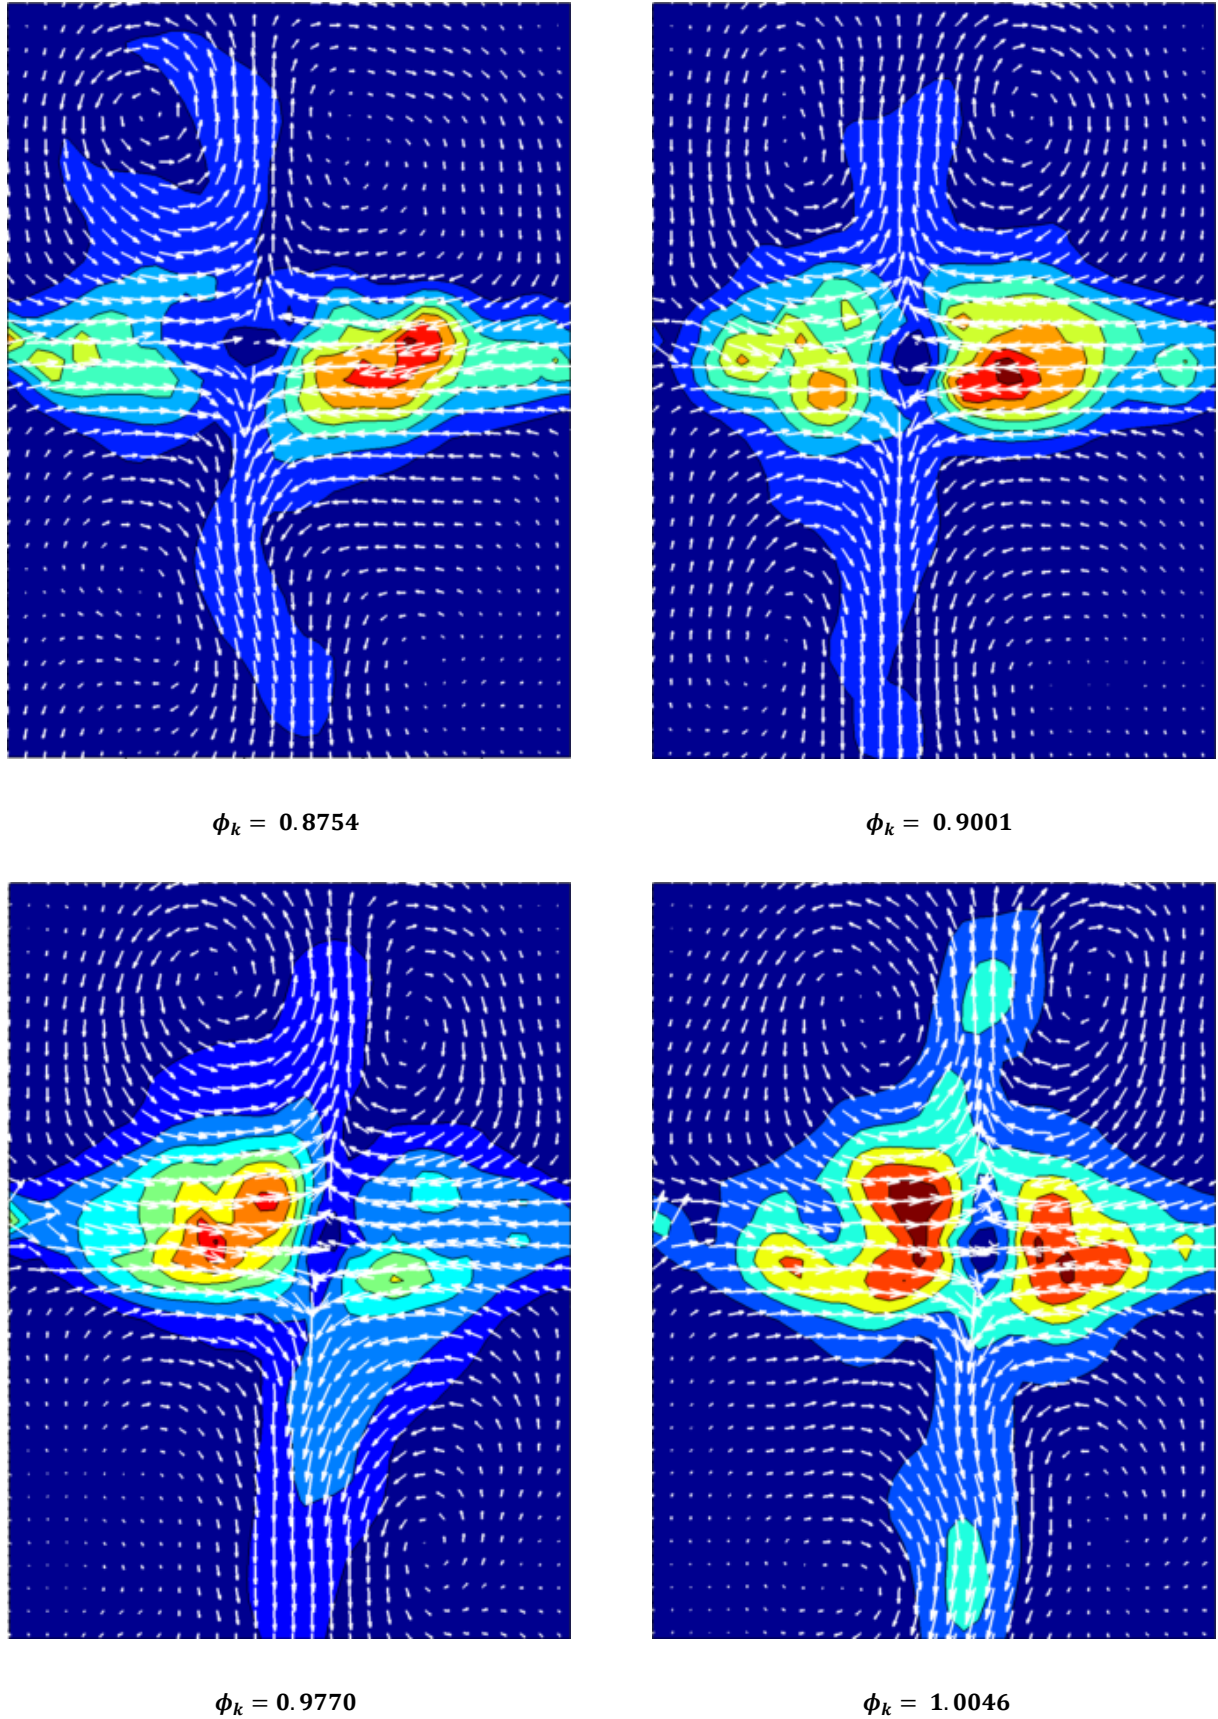 ϕₖ = 0.8754
ϕₖ = 0.9001
ϕₖ = 0.9770
ϕₖ = 1.0046